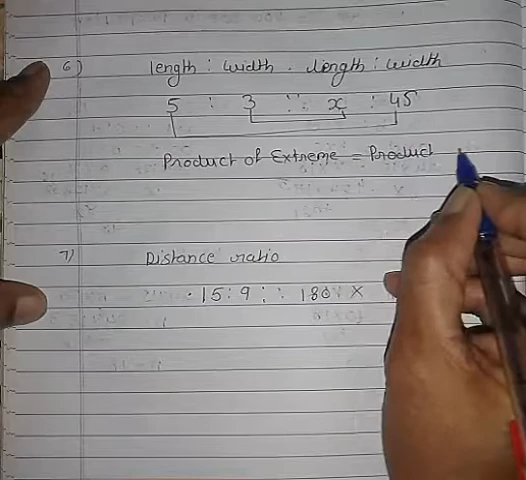 6) length : width . length : width
5 : 3 :: x : 45
Product of Extreme = Product
7) Distance ratio
15 : 9 :: 180 : X